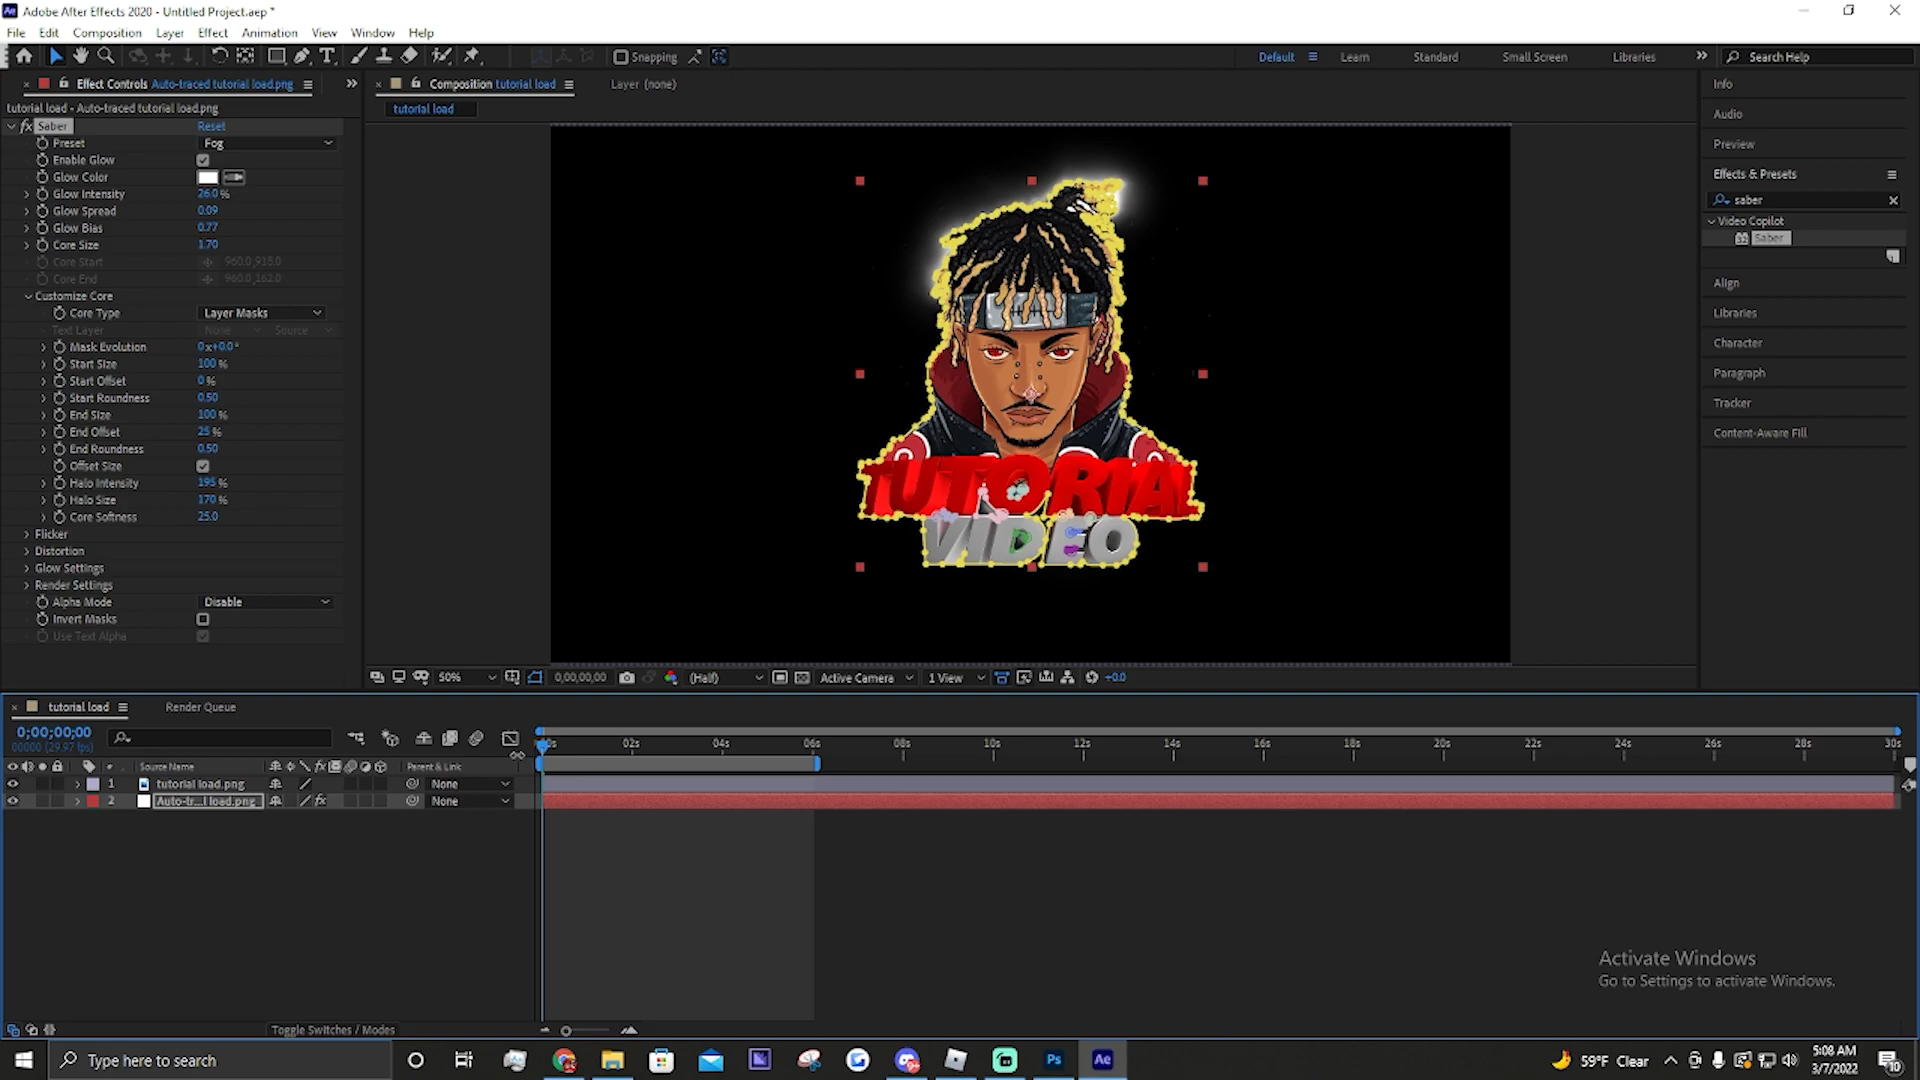 Adobe After Effects 2020 - Untitled Project.aep *
File Edit Composition Layer Effect Animation View Window Help
Snapping
Default Learn Standard Small Screen Libraries Search Help
Effect Controls Auto-traced tutorial load.png
tutorial load - Auto-traced tutorial load.png
fx Saber Reset
Preset Fog
Enable Glow
Glow Color
Glow Intensity 26.0 %
Glow Spread 0.09
Glow Bias 0.77
Core Size 1.70
Core Start 960.0,918.0
Core End 960.0,162.0
Customize Core
Core Type Layer Masks
Text Layer None Source
Mask Evolution 0x+0.0°
Start Size 100 %
Start Offset 0 %
Start Roundness 0.50
End Size 100 %
End Offset 25 %
End Roundness 0.50
Offset Size
Halo Intensity 195 %
Halo Size 170 %
Core Softness 25.0
Flicker
Distortion
Glow Settings
Render Settings
Alpha Mode Disable
Invert Masks
Use Text Alpha
Composition tutorial load
Layer (none)
tutorial load
TUTORIAL
VIDEO
50% 0;00;00;00 (Half) Active Camera 1 View +0.0
Info
Audio
Preview
Effects & Presets
saber
Video Copilot
32 Saber
Align
Libraries
Character
Paragraph
Tracker
Content-Aware Fill
tutorial load
Render Queue
0;00;00;00
00000 (29.97 fps)
02s 04s 06s 08s 10s 12s 14s 16s 18s 20s 22s 24s 26s 28s 30s
# Source Name fx Parent & Link
1 tutorial load.png None
2 Auto-tr...l load.png fx None
Toggle Switches / Modes
Activate Windows
Go to Settings to activate Windows.
Type here to search
Ps
Ae
59°F Clear
5:08 AM
3/7/2022
10